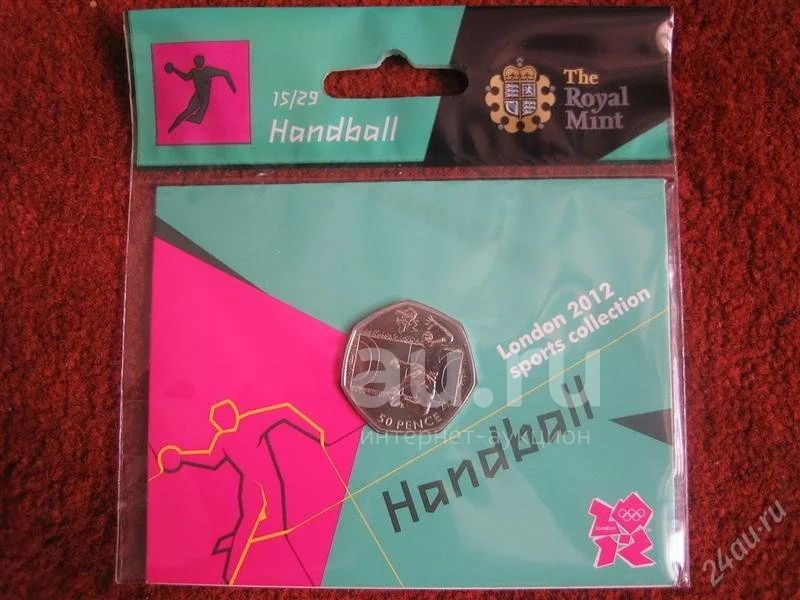 15/29
Handball
The
Royal
Mint
London 2012
sports collection
50 PENCE
au.ru
интернет-аукцион
Handball
london
24au.ru